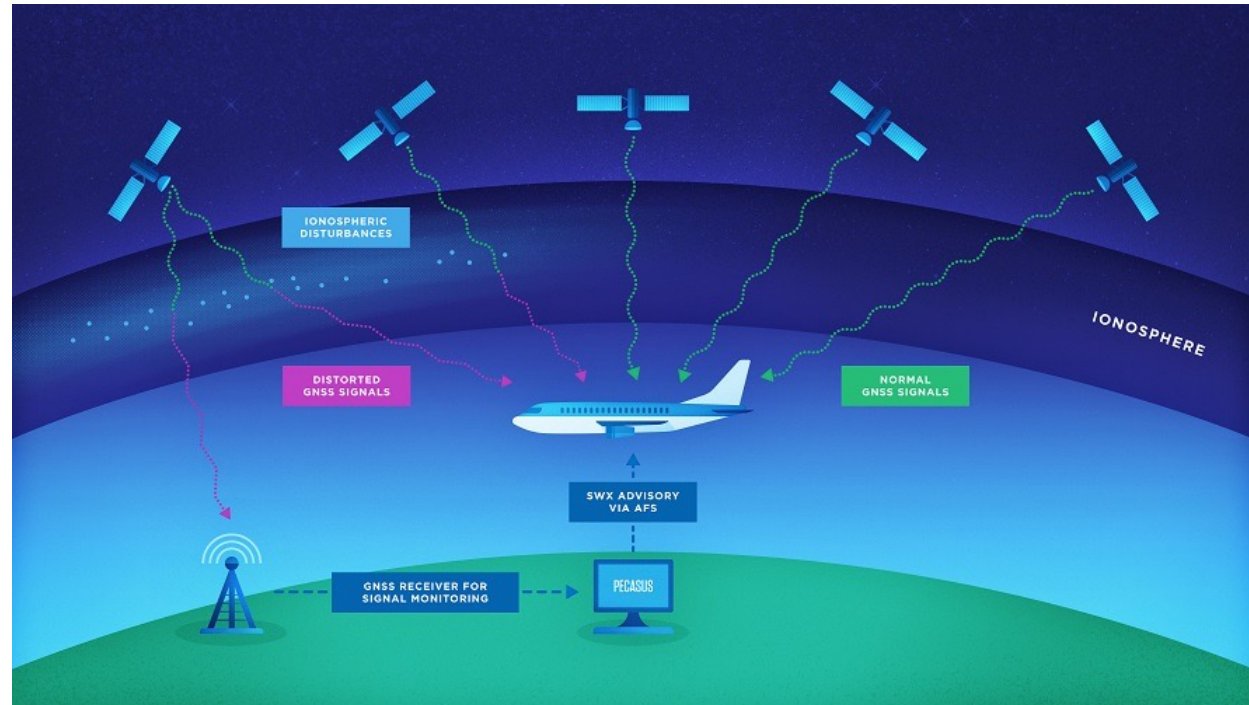 IONOSPHERIC
DISTURBANCES
IONOSPHERE
DISTORTED
GNSS SIGNALS
NORMAL
GNSS SIGNALS
SWX ADVISORY
VIA AFS
GNSS RECEIVER FOR
SIGNAL MONITORING
PECASUS